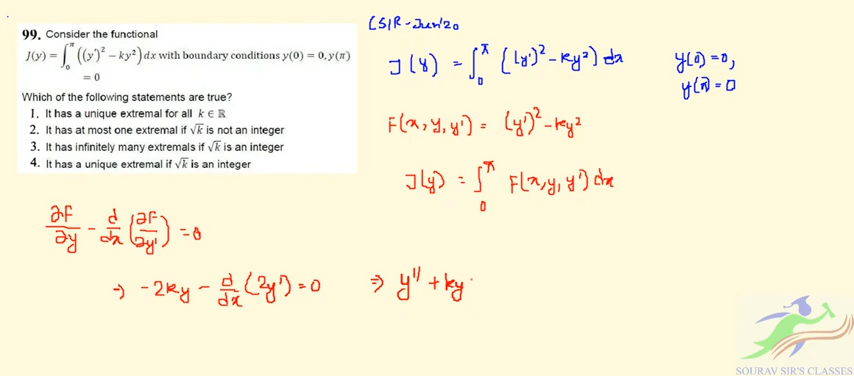 CSIR-Jun'20
99. Consider the functional
J(y) = ∫₀^π ((y')² − ky²) dx with boundary conditions y(0) = 0, y(π)
= 0
Which of the following statements are true?
1. It has a unique extremal for all k ∈ ℝ
2. It has at most one extremal if √k is not an integer
3. It has infinitely many extremals if √k is an integer
4. It has a unique extremal if √k is an integer
J(y) = ∫₀^π ((y')² − ky²) dx
y(0) = 0,
y(π) = 0
F(x, y, y') = (y')² − ky²
J(y) = ∫₀^π F(x, y, y') dx
∂F/∂y − d/dx (∂F/∂y') = 0
⇒ −2ky − d/dx (2y') = 0 ⇒ y'' + ky
SOURAV SIR'S CLASSES